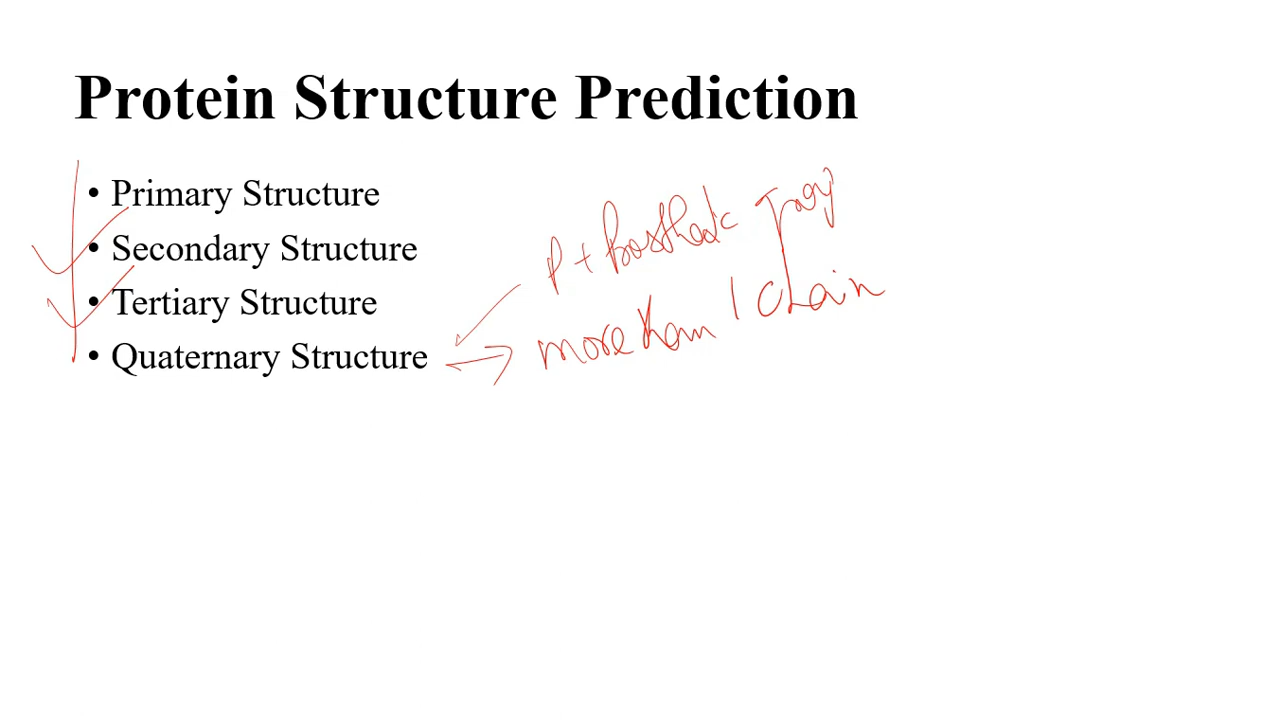 Protein Structure Prediction
• Primary Structure
• Secondary Structure
• Tertiary Structure
• Quaternary Structure
P + Prosthetic
more than 1 chain